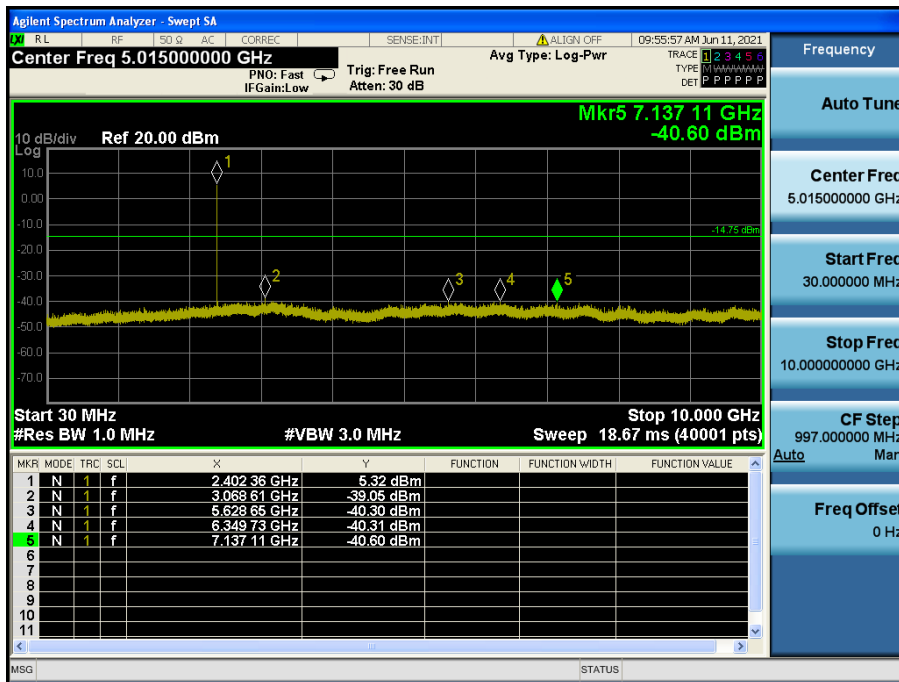 Agilent Spectrum Analyzer - Swept SA
LXI RL RF 50 Ω AC CORREC SENSE:INT ALIGN OFF 09:55:57 AM Jun 11, 2021
Center Freq 5.015000000 GHz
PNO: Fast
IFGain:Low
Trig: Free Run
Atten: 30 dB
Avg Type: Log-Pwr
TRACE 1 2 3 4 5 6
TYPE M WWWWW
DET P P P P P P
Mkr5 7.137 11 GHz
-40.60 dBm
10 dB/div Ref 20.00 dBm
Log
10.0
0.00
-10.0
-20.0
-30.0
-40.0
-50.0
-60.0
-70.0
1
2
3
4
5
-14.75 dBm
Start 30 MHz Stop 10.000 GHz
#Res BW 1.0 MHz #VBW 3.0 MHz Sweep 18.67 ms (40001 pts)
MKR MODE TRC SCL X Y FUNCTION FUNCTION WIDTH FUNCTION VALUE
1 N 1 f 2.402 36 GHz 5.32 dBm
2 N 1 f 3.068 61 GHz -39.05 dBm
3 N 1 f 5.628 65 GHz -40.30 dBm
4 N 1 f 6.349 73 GHz -40.31 dBm
5 N 1 f 7.137 11 GHz -40.60 dBm
6
7
8
9
10
11
MSG STATUS
Frequency
Auto Tune
Center Freq
5.015000000 GHz
Start Freq
30.000000 MHz
Stop Freq
10.000000000 GHz
CF Step
997.000000 MHz
Auto Man
Freq Offset
0 Hz